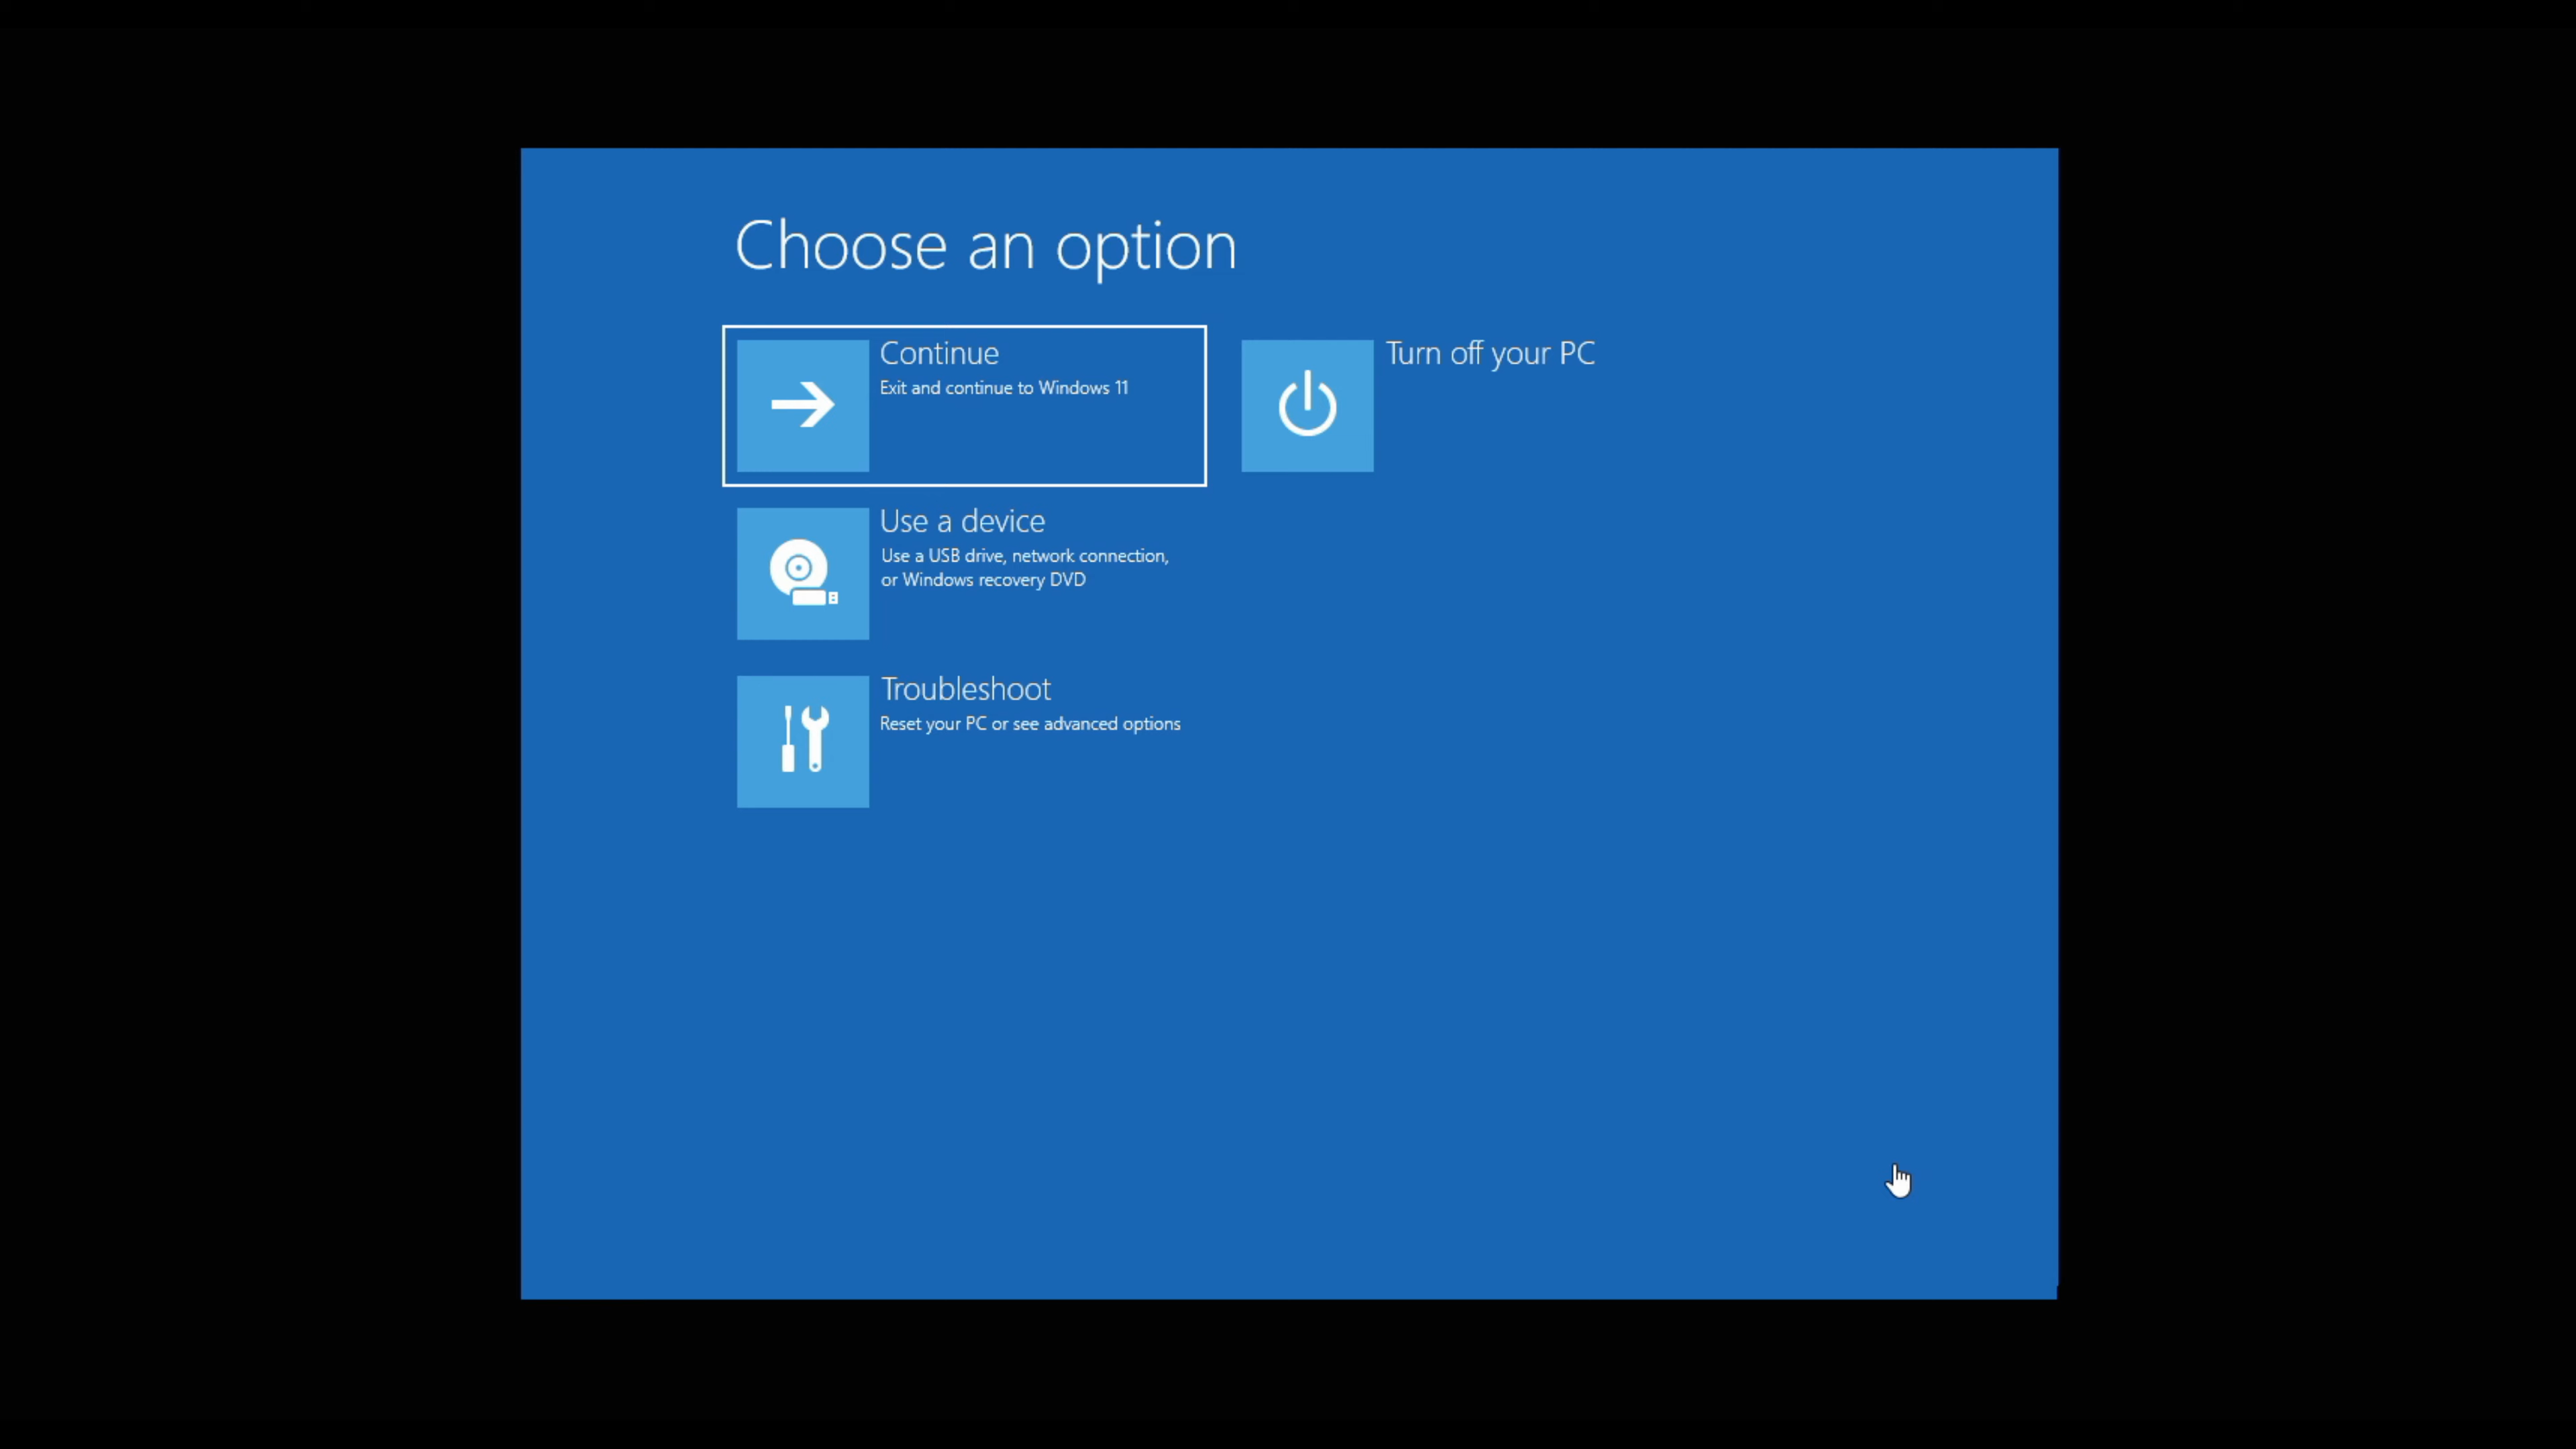 Choose an option
Continue
Exit and continue to Windows 11
Turn off your PC
Use a device
Use a USB drive, network connection,
or Windows recovery DVD
Troubleshoot
Reset your PC or see advanced options